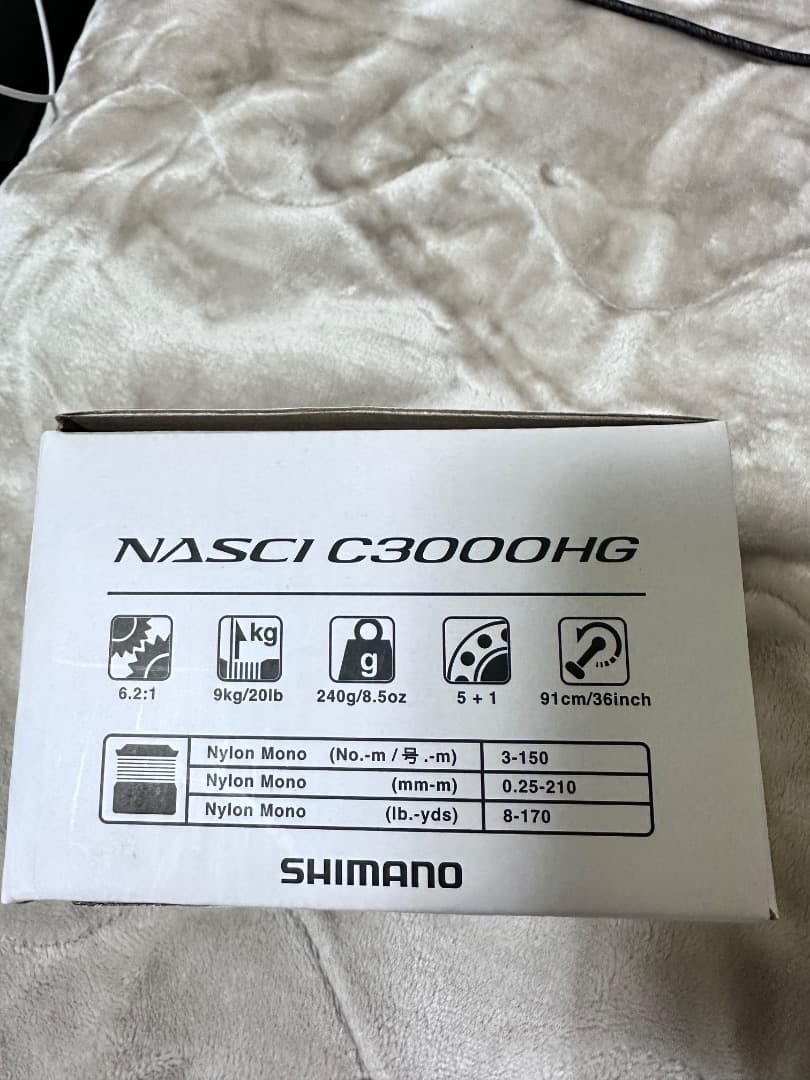 NASCI C3000HG
kg
g
6.2:1 9kg/20lb 240g/8.5oz 5 + 1 91cm/36inch
Nylon Mono (No.-m / 号.-m) 3-150
Nylon Mono (mm-m) 0.25-210
Nylon Mono (lb.-yds) 8-170
SHIMANO